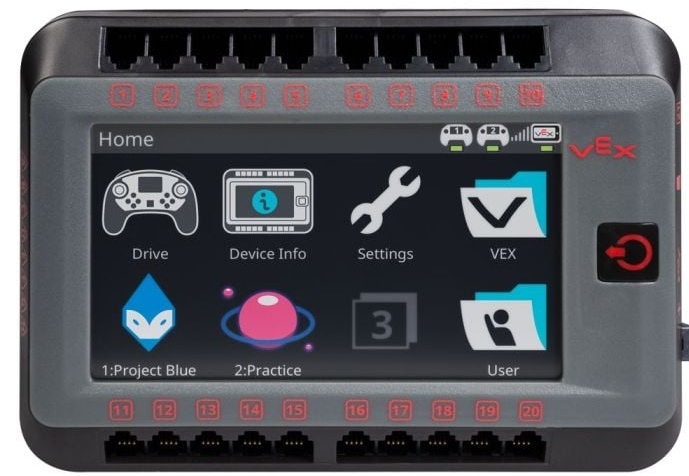 1 2 3 4 5 6 7 8 9 10
Home
1 2 VEX
VEX
Drive
Device Info
Settings
VEX
3
1:Project Blue
2:Practice
User
11 12 13 14 15 16 17 18 19 20